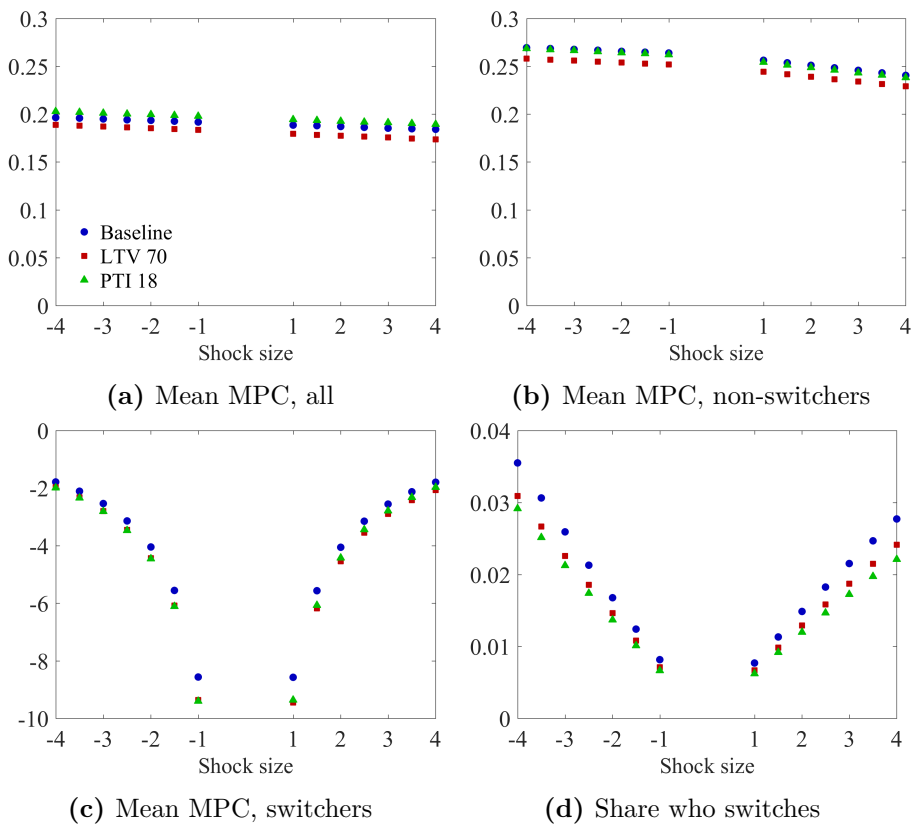 0.3
0.25
0.2
0.15
0.1
0.05
0
Baseline
LTV 70
PTI 18
-4 -3 -2 -1 1 2 3 4
Shock size
(a) Mean MPC, all
0.3
0.25
0.2
0.15
0.1
0.05
0
-4 -3 -2 -1 1 2 3 4
Shock size
(b) Mean MPC, non-switchers
0
-2
-4
-6
-8
-10
-4 -3 -2 -1 1 2 3 4
Shock size
(c) Mean MPC, switchers
0.04
0.03
0.02
0.01
0
-4 -3 -2 -1 1 2 3 4
Shock size
(d) Share who switches